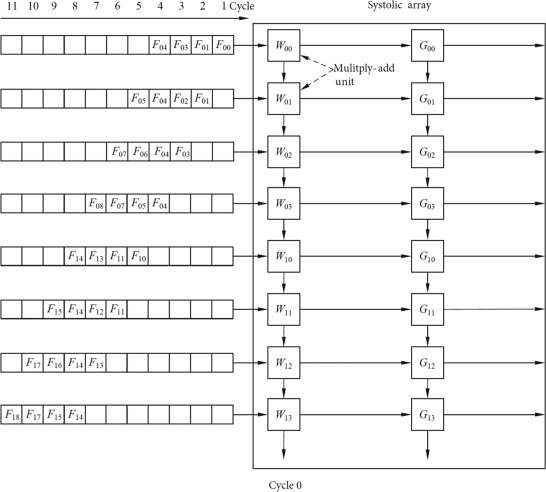 11 10 9 8 7 6 5 4 3 2 1 Cycle
Systolic array
F04 F03 F01 F00 W00 G00
Mulitply-add
unit
F05 F04 F02 F01 W01 G01
F07 F06 F04 F03 W02 G02
F08 F07 F05 F04 W03 G03
F14 F13 F11 F10 W10 G10
F15 F14 F12 F11 W11 G11
F17 F16 F14 F13 W12 G12
F18 F17 F15 F14 W13 G13
Cycle 0